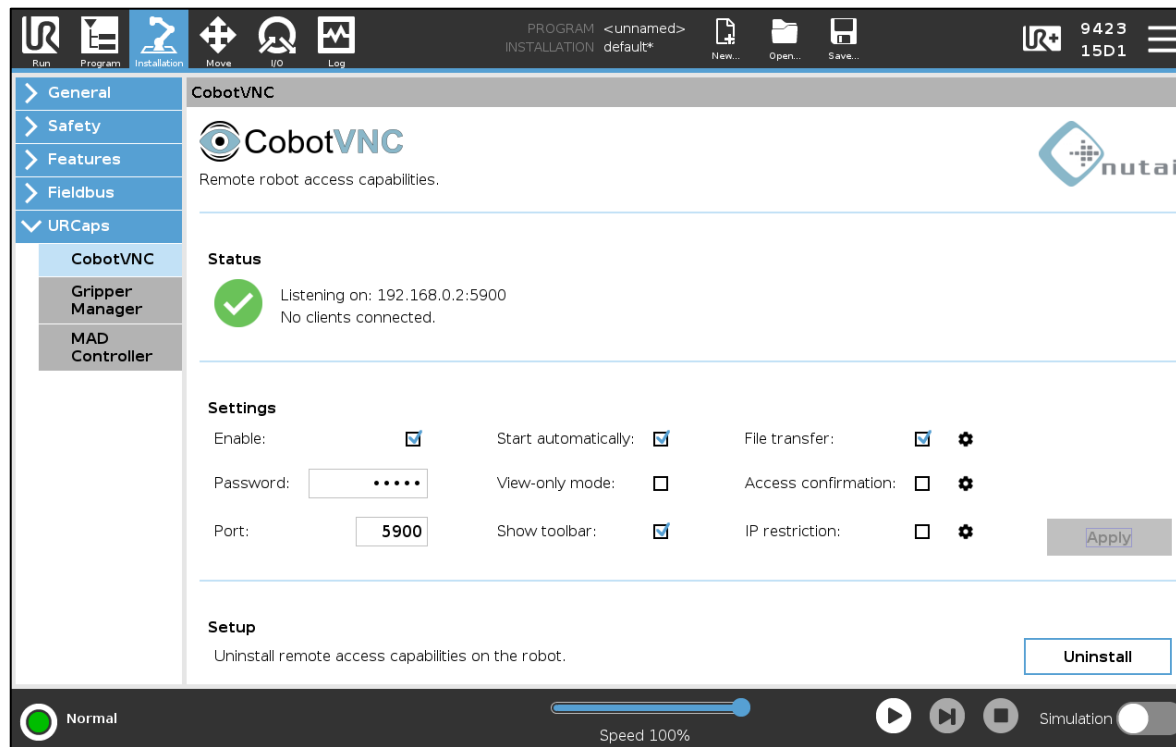 PROGRAM <unnamed>
INSTALLATION default*
9423
15D1
UR
UR+
Run
Program
Installation
Move
I/O
Log
New...
Open...
Save...
General
Safety
Features
Fieldbus
URCaps
CobotVNC
Gripper
Manager
MAD
Controller
CobotVNC
CobotVNC
Remote robot access capabilities.
nutai
Status
Listening on: 192.168.0.2:5900
No clients connected.
Settings
Enable:
Start automatically:
File transfer:
Password: •••••
View-only mode:
Access confirmation:
Port: 5900
Show toolbar:
IP restriction:
Apply
Setup
Uninstall remote access capabilities on the robot.
Uninstall
Normal
Speed 100%
Simulation